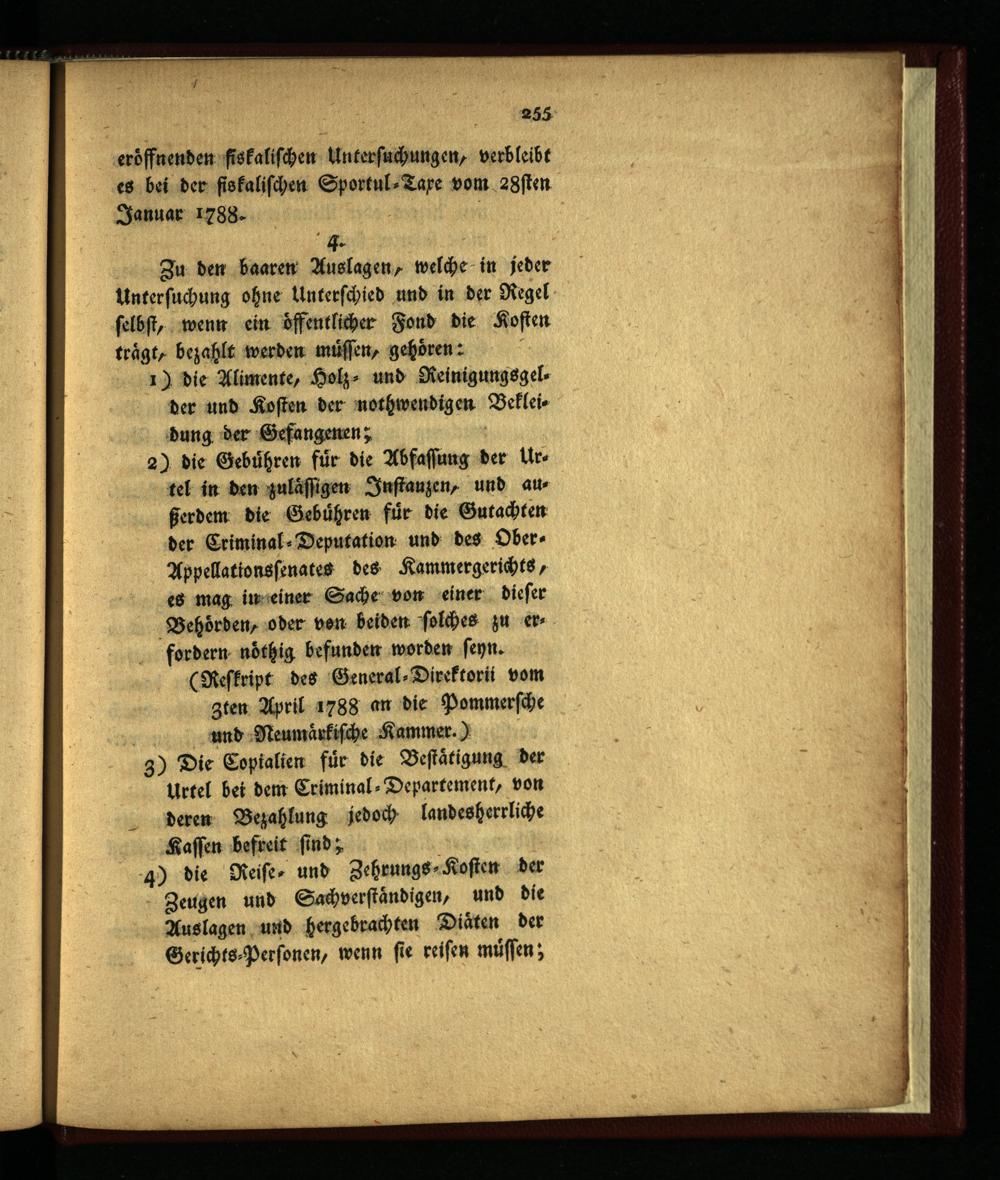 255
eröffnenden fiskalischen Untersuchungen, verbleibt
es bei der fiskalischen Sportul-Taxe vom 28sten
Januar 1788.
4.
Zu den baaren Auslagen, welche in jeder
Untersuchung ohne Unterschied und in der Regel
selbst, wenn ein öffentlicher Fond die Kosten
trägt, bezahlt werden müssen, gehören:
1) die Alimente, Holz- und Reinigungsgel-
der und Kosten der nothwendigen Beklei-
dung der Gefangenen;
2) die Gebühren für die Abfassung der Ur-
tel in den zulässigen Instanzen, und au-
ßerdem die Gebühren für die Gutachten
der Criminal-Deputation und des Ober-
Appellationssenates des Kammergerichts,
es mag in einer Sache von einer dieser
Behörden, oder von beiden solches zu er-
fordern nöthig befunden worden seyn.
(Reskript des General-Direktorii vom
3ten April 1788 an die Pommersche
und Neumärkische Kammer.)
3) Die Copialien für die Bestätigung der
Urtel bei dem Criminal-Departement, von
deren Bezahlung jedoch landesherrliche
Kassen befreit sind;
4) die Reise- und Zehrungs-Kosten der
Zeugen und Sachverständigen, und die
Auslagen und hergebrachten Diäten der
Gerichts-Personen, wenn sie reisen müssen;